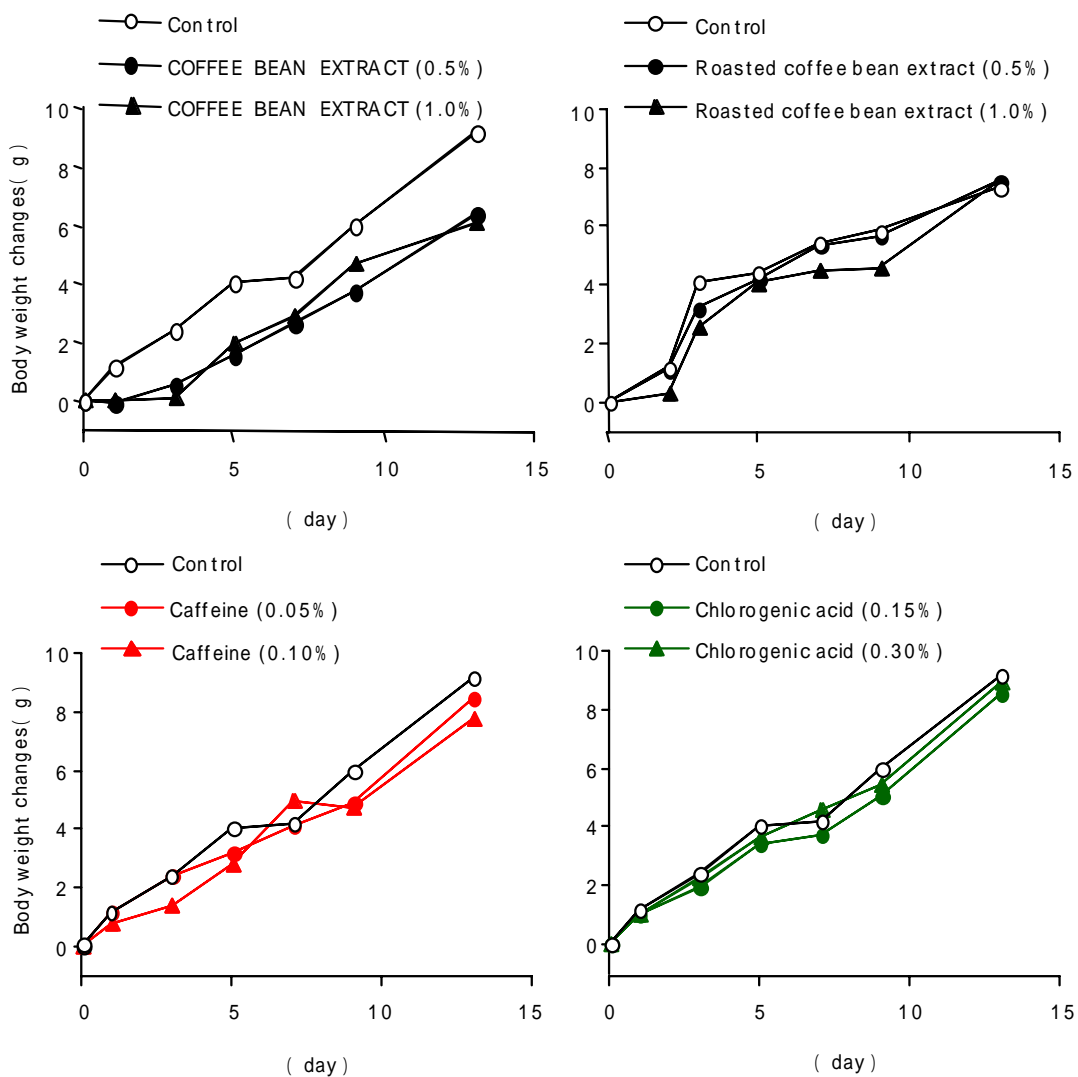 Control
COFFEE BEAN EXTRACT (0.5%)
COFFEE BEAN EXTRACT (1.0%)
10
8
6
4
2
0
Body weight changes( g)
0 5 10 15
( day)
Control
Roasted coffee bean extract (0.5%)
Roasted coffee bean extract (1.0%)
10
8
6
4
2
0
0 5 10 15
( day)
Control
Caffeine (0.05%)
Caffeine (0.10%)
10
8
6
4
2
0
Body weight changes( g)
0 5 10 15
( day)
Control
Chlorogenic acid (0.15%)
Chlorogenic acid (0.30%)
10
8
6
4
2
0
0 5 10 15
( day)